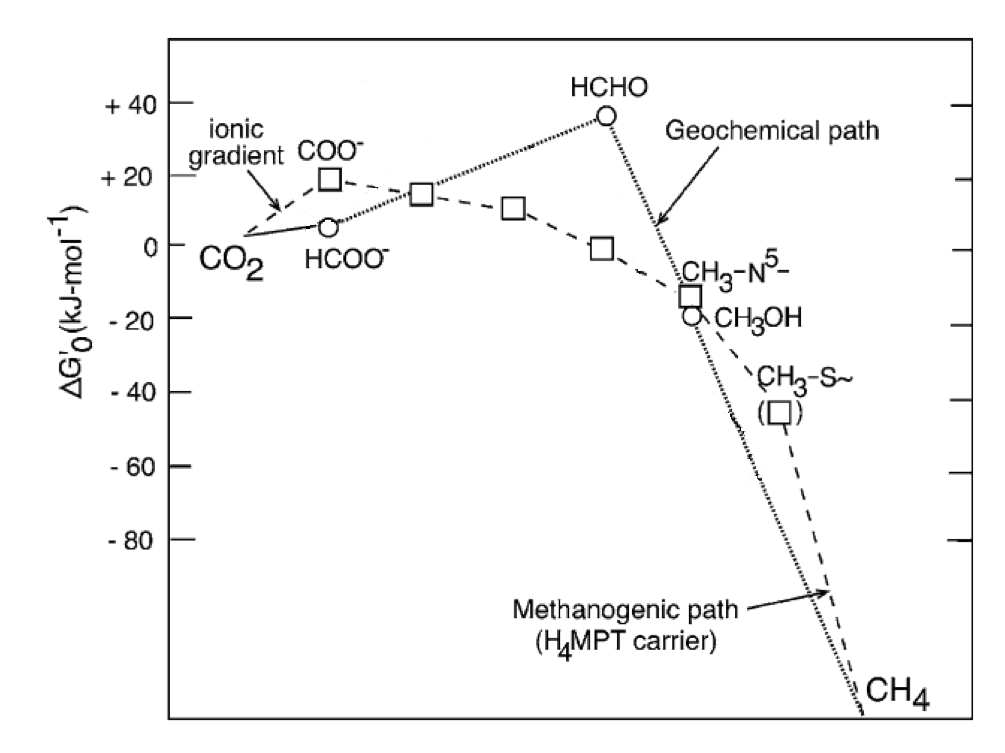 HCHO
+ 40
ionic
gradient
COO⁻
Geochemical path
+ 20
0
CO₂
HCOO⁻
CH₃–N⁵–
CH₃OH
- 20
ΔG'₀(kJ-mol⁻¹)
CH₃–S~
- 40
( )
- 60
- 80
Methanogenic path
(H₄MPT carrier)
CH₄